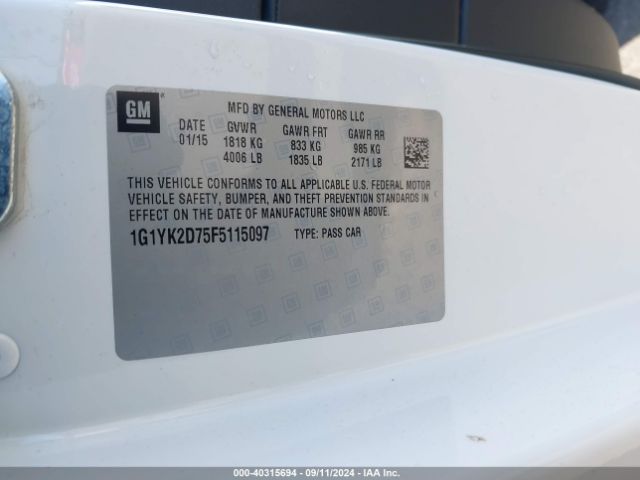 GM
MFD BY GENERAL MOTORS LLC
DATE GVWR GAWR FRT GAWR RR
01/15 1818 KG 833 KG 985 KG
4006 LB 1835 LB 2171 LB
THIS VEHICLE CONFORMS TO ALL APPLICABLE U.S. FEDERAL MOTOR
VEHICLE SAFETY, BUMPER, AND THEFT PREVENTION STANDARDS IN
EFFECT ON THE DATE OF MANUFACTURE SHOWN ABOVE.
1G1YK2D75F5115097 TYPE: PASS CAR
000-40315694 - 09/11/2024 - IAA Inc.